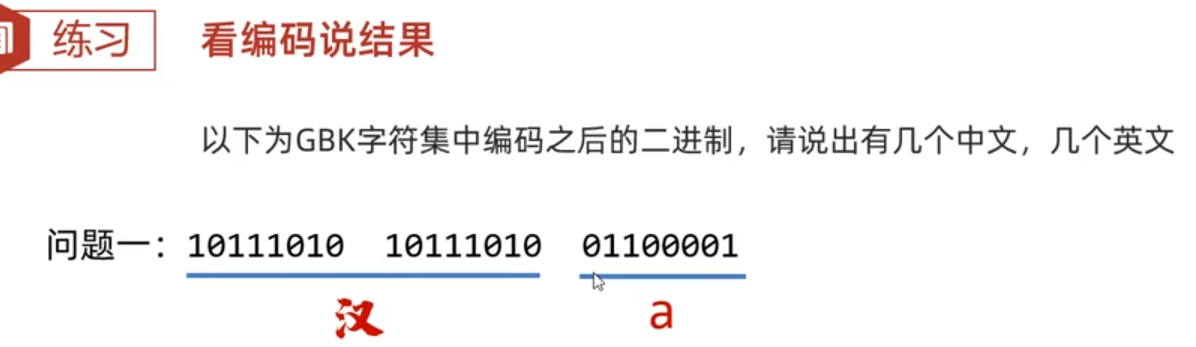 练习 看编码说结果
以下为GBK字符集中编码之后的二进制，请说出有几个中文，几个英文
问题一：10111010 10111010 01100001
汉 a